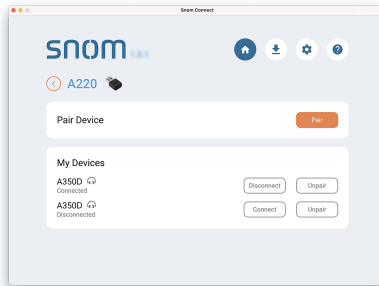 Snom Connect
snom
A220
Pair Device
Pair
My Devices
A350D
Connected
Disconnect
Unpair
A350D
Disconnected
Connect
Unpair